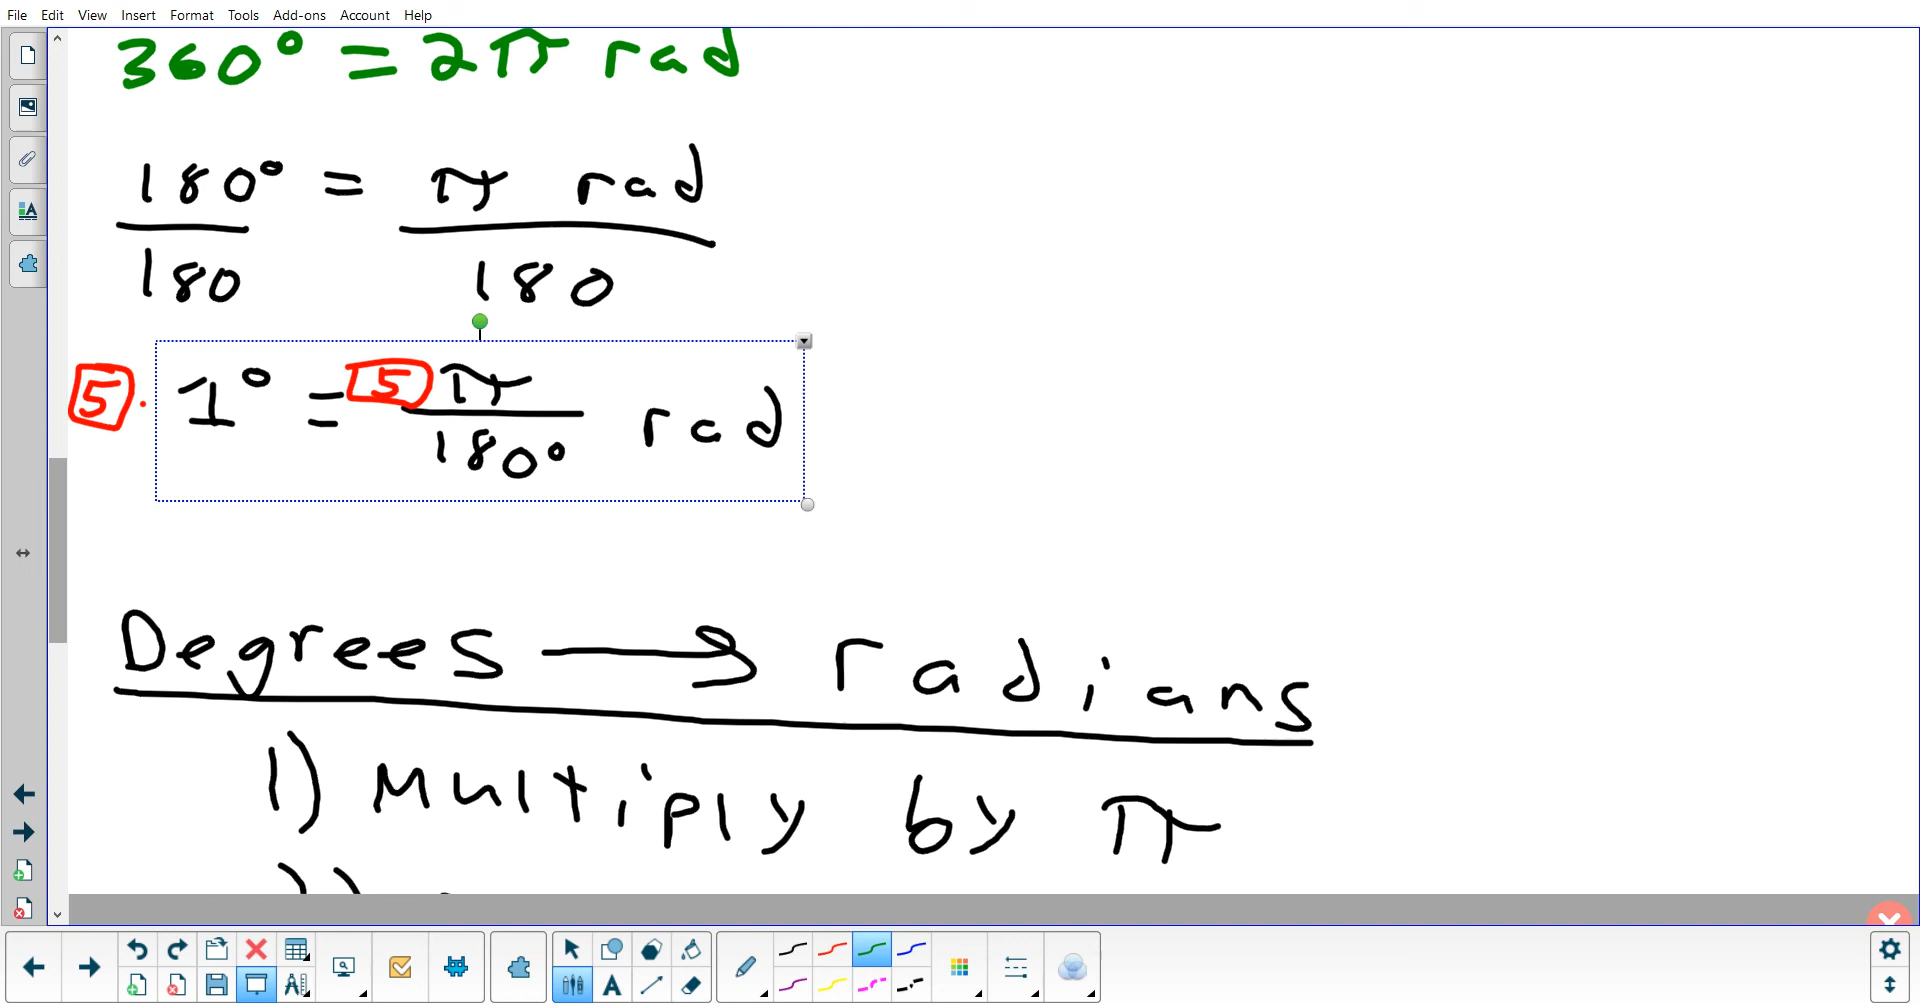 File Edit View Insert Format Tools Add-ons Account Help
360° = 2π rad
180° = π rad
180 180
5 · 1° = 5π rad
180°
Degrees → radians
1) Multiply by π